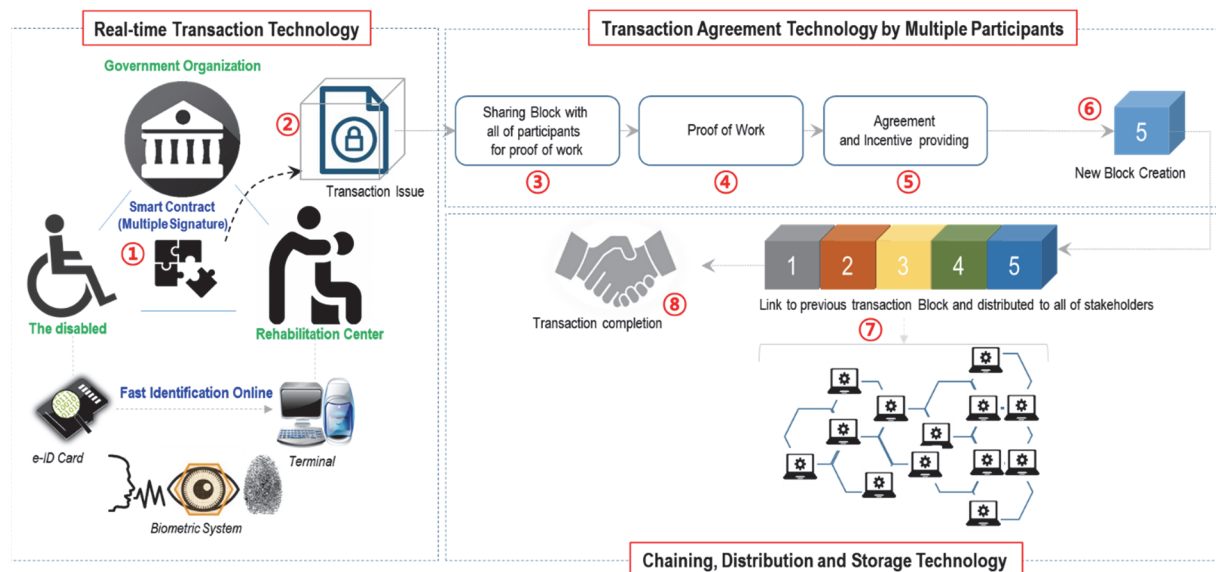 Real-time Transaction Technology
Transaction Agreement Technology by Multiple Participants
Government Organization
②
Transaction Issue
Smart Contract
(Multiple Signature)
①
The disabled
Rehabilitation Center
Fast Identification Online
e-ID Card
Terminal
Biometric System
Sharing Block with
all of participants
for proof of work
③
Proof of Work
④
Agreement
and Incentive providing
⑤
⑥
5
New Block Creation
1 2 3 4 5
Link to previous transaction Block and distributed to all of stakeholders
⑦
⑧
Transaction completion
Chaining, Distribution and Storage Technology